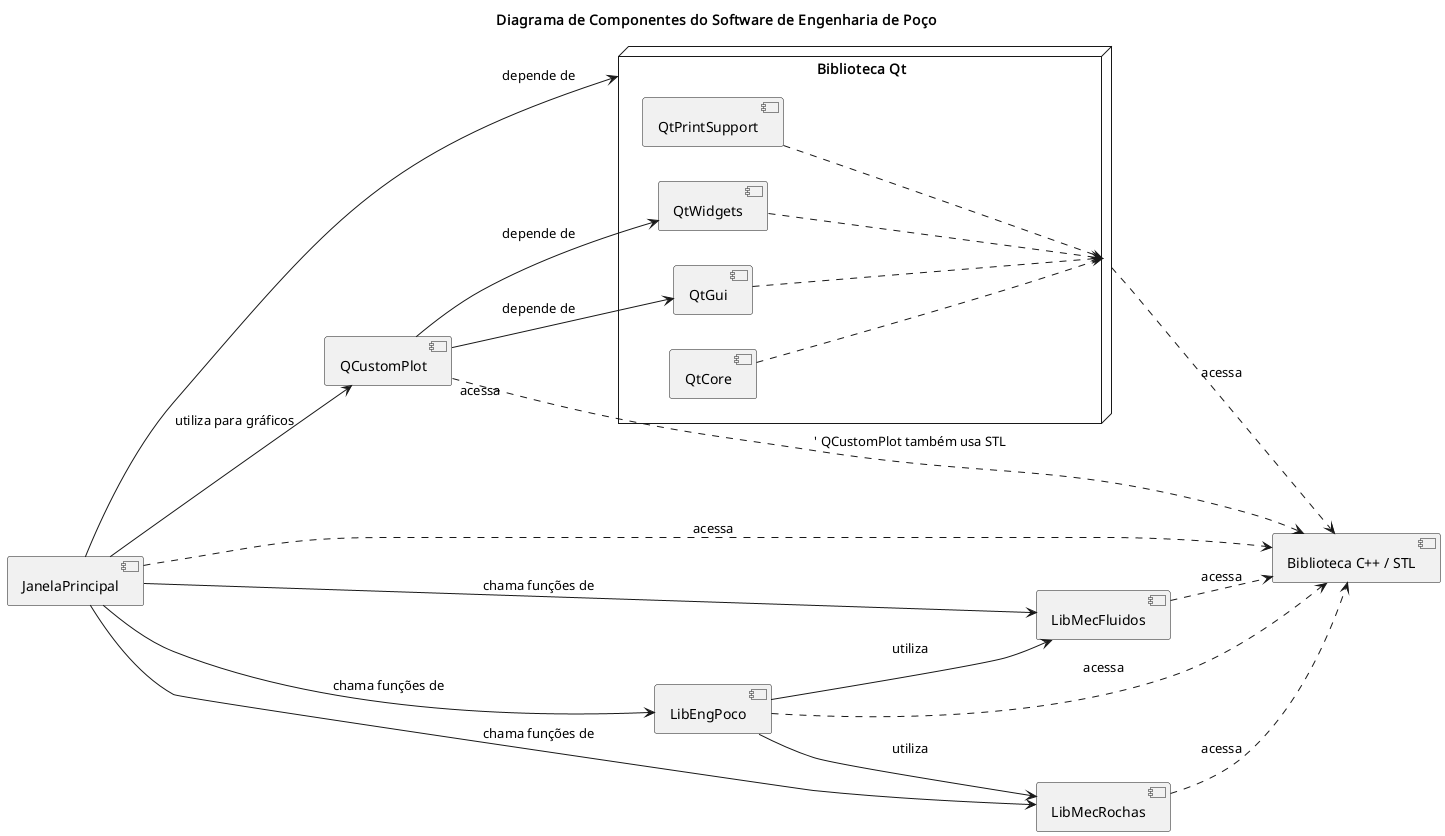 Diagrama de Componentes do Software de Engenharia de Poço
depende de
Biblioteca Qt
QtPrintSupport
QtWidgets
depende de
QtGui
depende de
QCustomPlot
QtCore
acessa
acessa
utiliza para gráficos
' QCustomPlot também usa STL
acessa
JanelaPrincipal
Biblioteca C++ / STL
chama funções de
acessa
LibMecFluidos
utiliza
acessa
chama funções de
LibEngPoco
chama funções de
utiliza
acessa
LibMecRochas